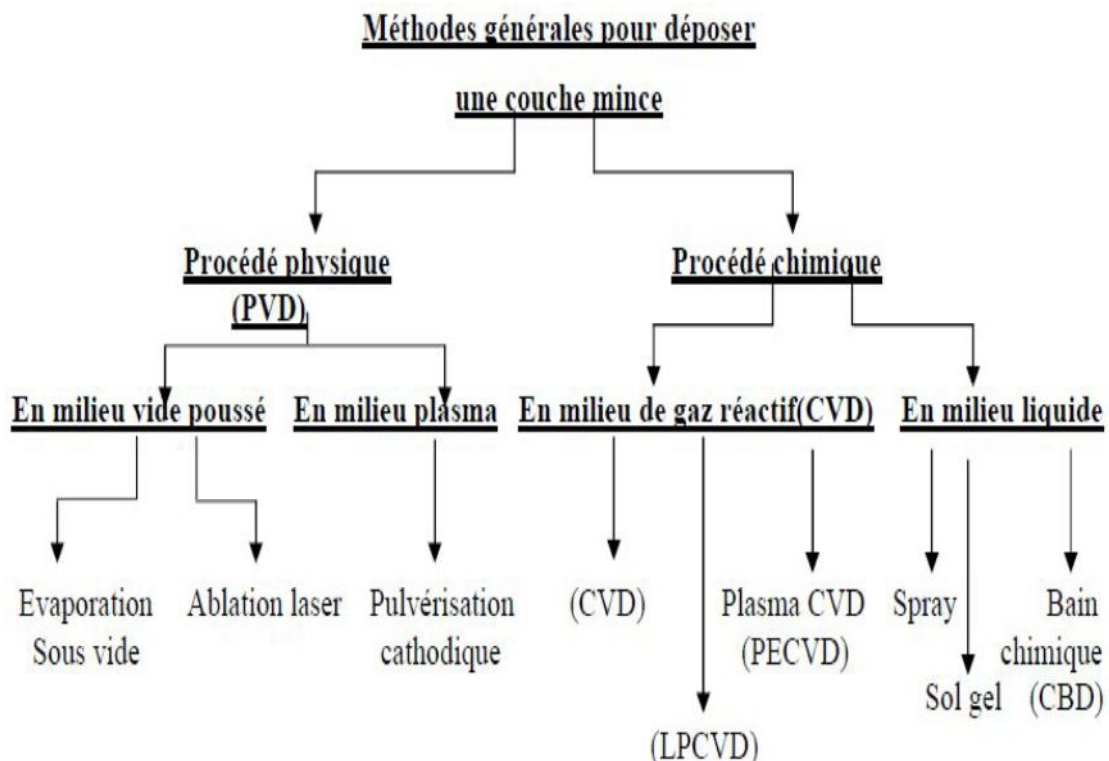 Méthodes générales pour déposer
une couche mince
Procédé physique
(PVD)
Procédé chimique
En milieu vide poussé
En milieu plasma
En milieu de gaz réactif(CVD)
En milieu liquide
Evaporation
Sous vide
Ablation laser
Pulvérisation
cathodique
(CVD)
(LPCVD)
Plasma CVD
(PECVD)
Spray
Sol gel
Bain
chimique
(CBD)